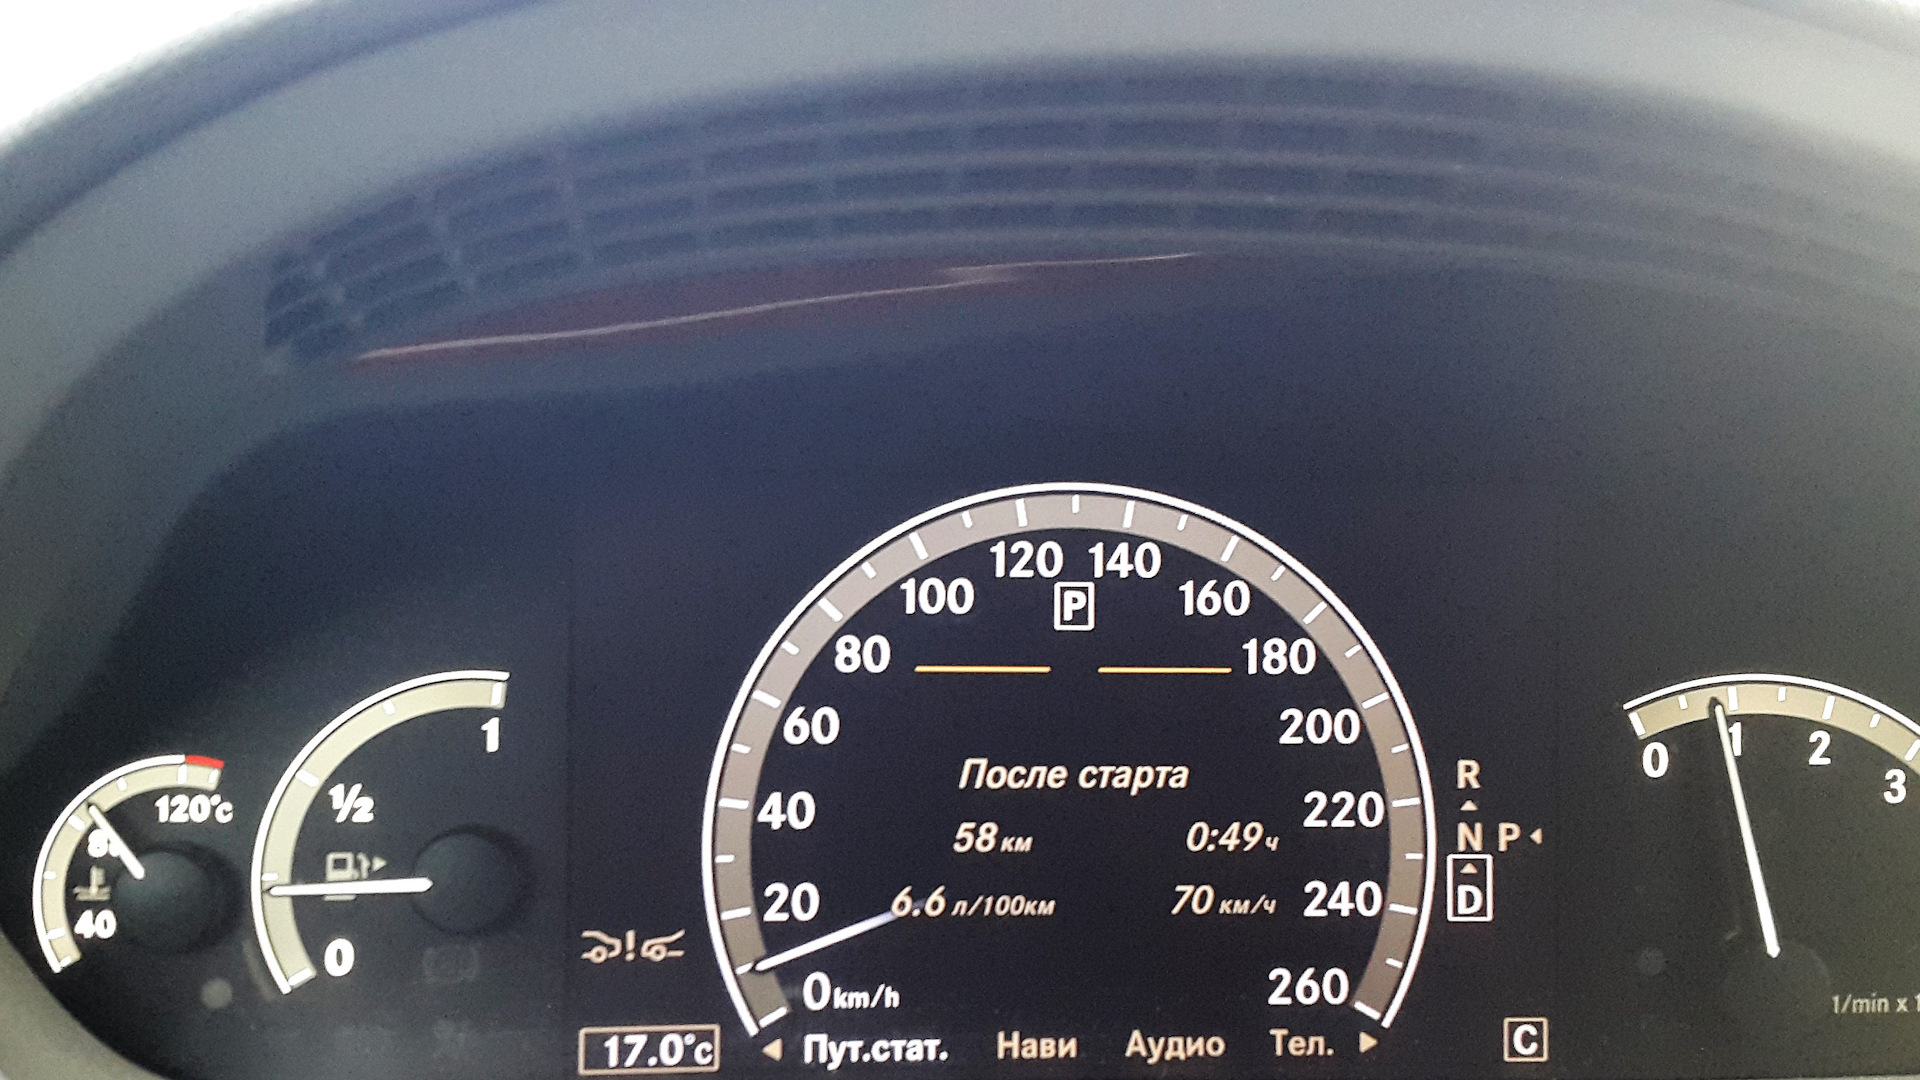 120 140
100 P 160
80 180
60 200
1
После старта
R
0 1 2 3
120°C
½
40 58 км 0:49 ч 220
N P
80
20 6.6 л/100км 70 км/ч 240
D
40
0
0 km/h 260
1/min x 1
17.0°C Пут.стат. Нави Аудио Тел. C